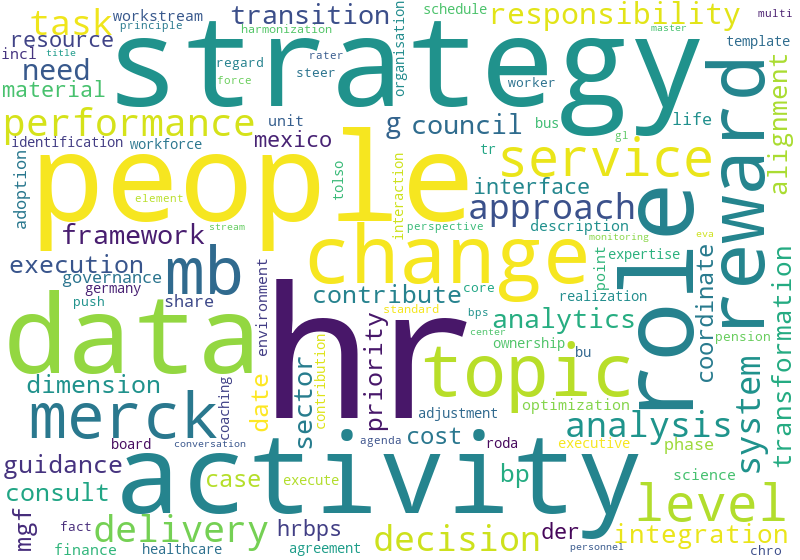 workstream
transition
schedule
responsibility
multi
task
principle
harmonization
master
resource
title
strategy
organisation
template
incl
regard
rater
need
force
steer
worker
reward
material
performance
unit
g council
bus
life
alignment
identification
workforce
mexico
tr
gl
people
service
adoption
tolso
interaction
interface
element
approach
role
stream
perspective
description
monitoring
eva
framework
change
point
expertise
execution
mb
governance
environment
germany
push
share
contribute
core
realization
coordinate
transformation
data
hr
priority
standard
bps
analytics
pension
center
ownership
bu
topic
system
dimension
date
sector
contribution
merck
coaching
adjustment
optimization
analysis
board
conversation
agenda
cost
roda
executive
phase
guidance
activity
case
execute
bp
science
consult
level
mgf
fact
delivery
hrbps
decision
der
integration
finance
healthcare
agreement
personnel
chro